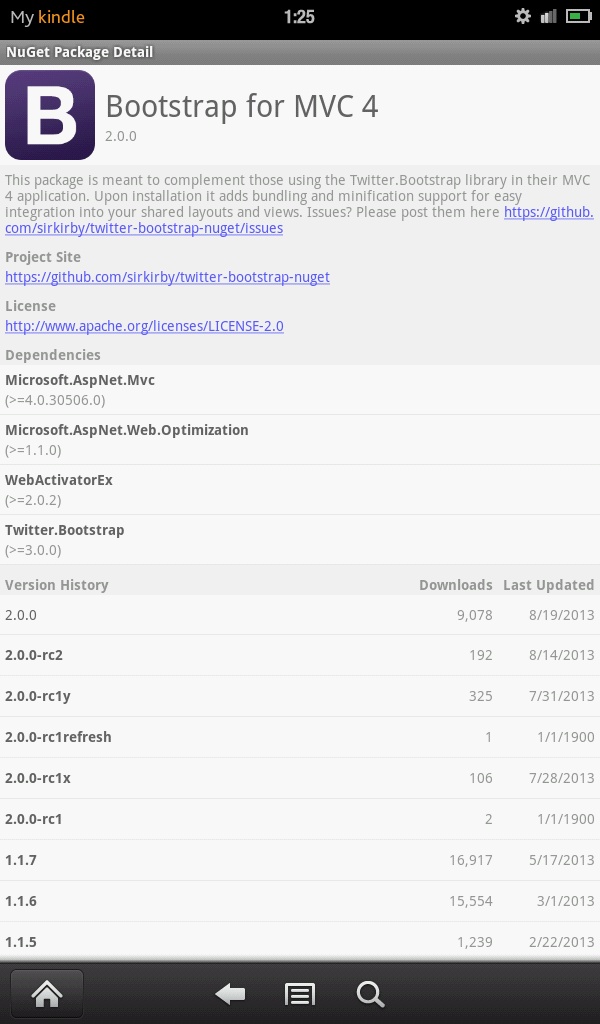 My kindle
1:25
NuGet Package Detail
B
Bootstrap for MVC 4
2.0.0
This package is meant to complement those using the Twitter.Bootstrap library in their MVC
4 application. Upon installation it adds bundling and minification support for easy
integration into your shared layouts and views. Issues? Please post them here https://github.
com/sirkirby/twitter-bootstrap-nuget/issues
Project Site
https://github.com/sirkirby/twitter-bootstrap-nuget
License
http://www.apache.org/licenses/LICENSE-2.0
Dependencies
Microsoft.AspNet.Mvc
(>=4.0.30506.0)
Microsoft.AspNet.Web.Optimization
(>=1.1.0)
WebActivatorEx
(>=2.0.2)
Twitter.Bootstrap
(>=3.0.0)
Version History Downloads Last Updated
2.0.0 9,078 8/19/2013
2.0.0-rc2 192 8/14/2013
2.0.0-rc1y 325 7/31/2013
2.0.0-rc1refresh 1 1/1/1900
2.0.0-rc1x 106 7/28/2013
2.0.0-rc1 2 1/1/1900
1.1.7 16,917 5/17/2013
1.1.6 15,554 3/1/2013
1.1.5 1,239 2/22/2013